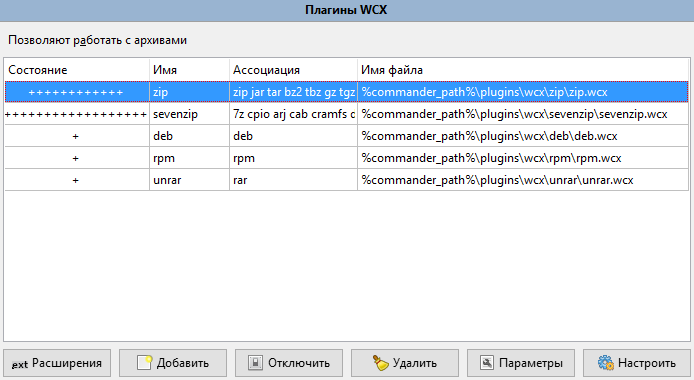 Плагины WCX
Позволяют работать с архивами
Состояние Имя Ассоциация Имя файла
++++++++++++ zip zip jar tar bz2 tbz gz tgz %commander_path%\plugins\wcx\zip\zip.wcx
++++++++++++++++++ sevenzip 7z cpio arj cab cramfs d %commander_path%\plugins\wcx\sevenzip\sevenzip.wcx
+ deb deb %commander_path%\plugins\wcx\deb\deb.wcx
+ rpm rpm %commander_path%\plugins\wcx\rpm\rpm.wcx
+ unrar rar %commander_path%\plugins\wcx\unrar\unrar.wcx
.ext Расширения Добавить Отключить Удалить Параметры Настроить